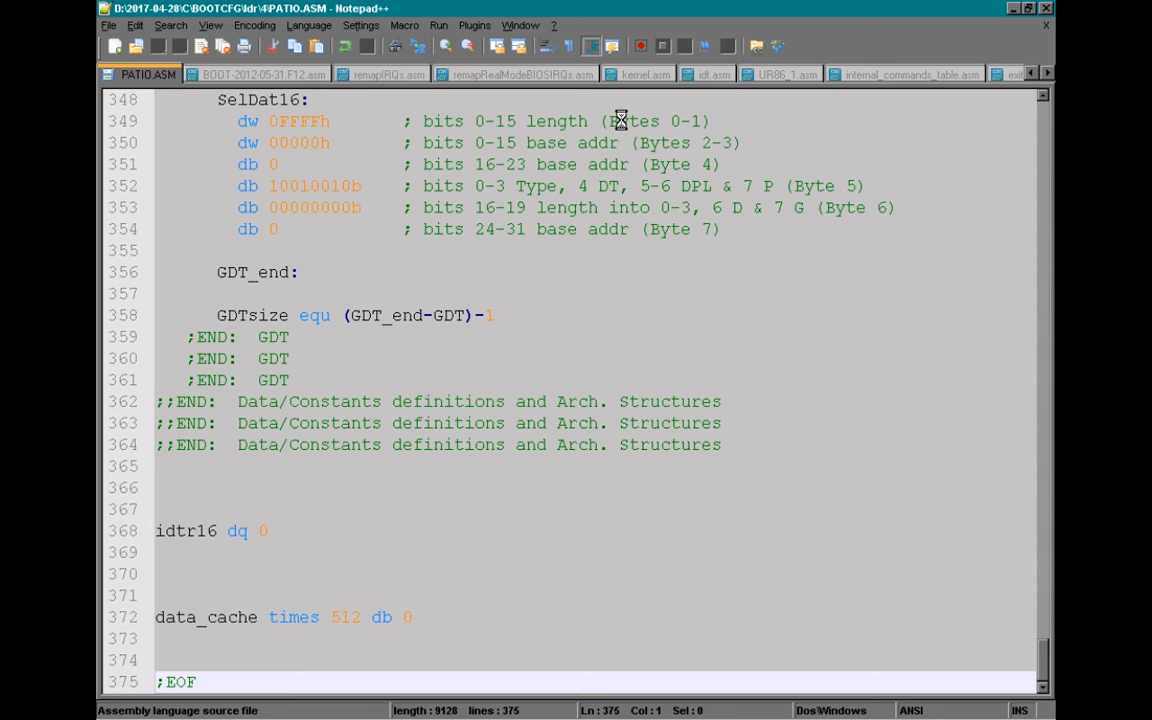 D:\2017-04-28\C\BOOTCFG\ldr\4\PATIO.ASM - Notepad++
File Edit Search View Encoding Language Settings Macro Run Plugins Window ? X
PATIO.ASM BOOT-2012-05-31.F12.asm remapIRQs.asm remapRealModeBIOSIRQs.asm kernel.asm idt.asm UR86_1.asm internal_commands_table.asm
348 SelDat16:
349 dw 0FFFFh ; bits 0-15 length (Bytes 0-1)
350 dw 00000h ; bits 0-15 base addr (Bytes 2-3)
351 db 0 ; bits 16-23 base addr (Byte 4)
352 db 10010010b ; bits 0-3 Type, 4 DT, 5-6 DPL & 7 P (Byte 5)
353 db 00000000b ; bits 16-19 length into 0-3, 6 D & 7 G (Byte 6)
354 db 0 ; bits 24-31 base addr (Byte 7)
355
356 GDT_end:
357
358 GDTsize equ (GDT_end-GDT)-1
359 ;END: GDT
360 ;END: GDT
361 ;END: GDT
362 ;;END: Data/Constants definitions and Arch. Structures
363 ;;END: Data/Constants definitions and Arch. Structures
364 ;;END: Data/Constants definitions and Arch. Structures
365
366
367
368 idtr16 dq 0
369
370
371
372 data_cache times 512 db 0
373
374
375 ;EOF
Assembly language source file length : 9128 lines : 375 Ln : 375 Col : 1 Sel : 0 Dos\Windows ANSI INS